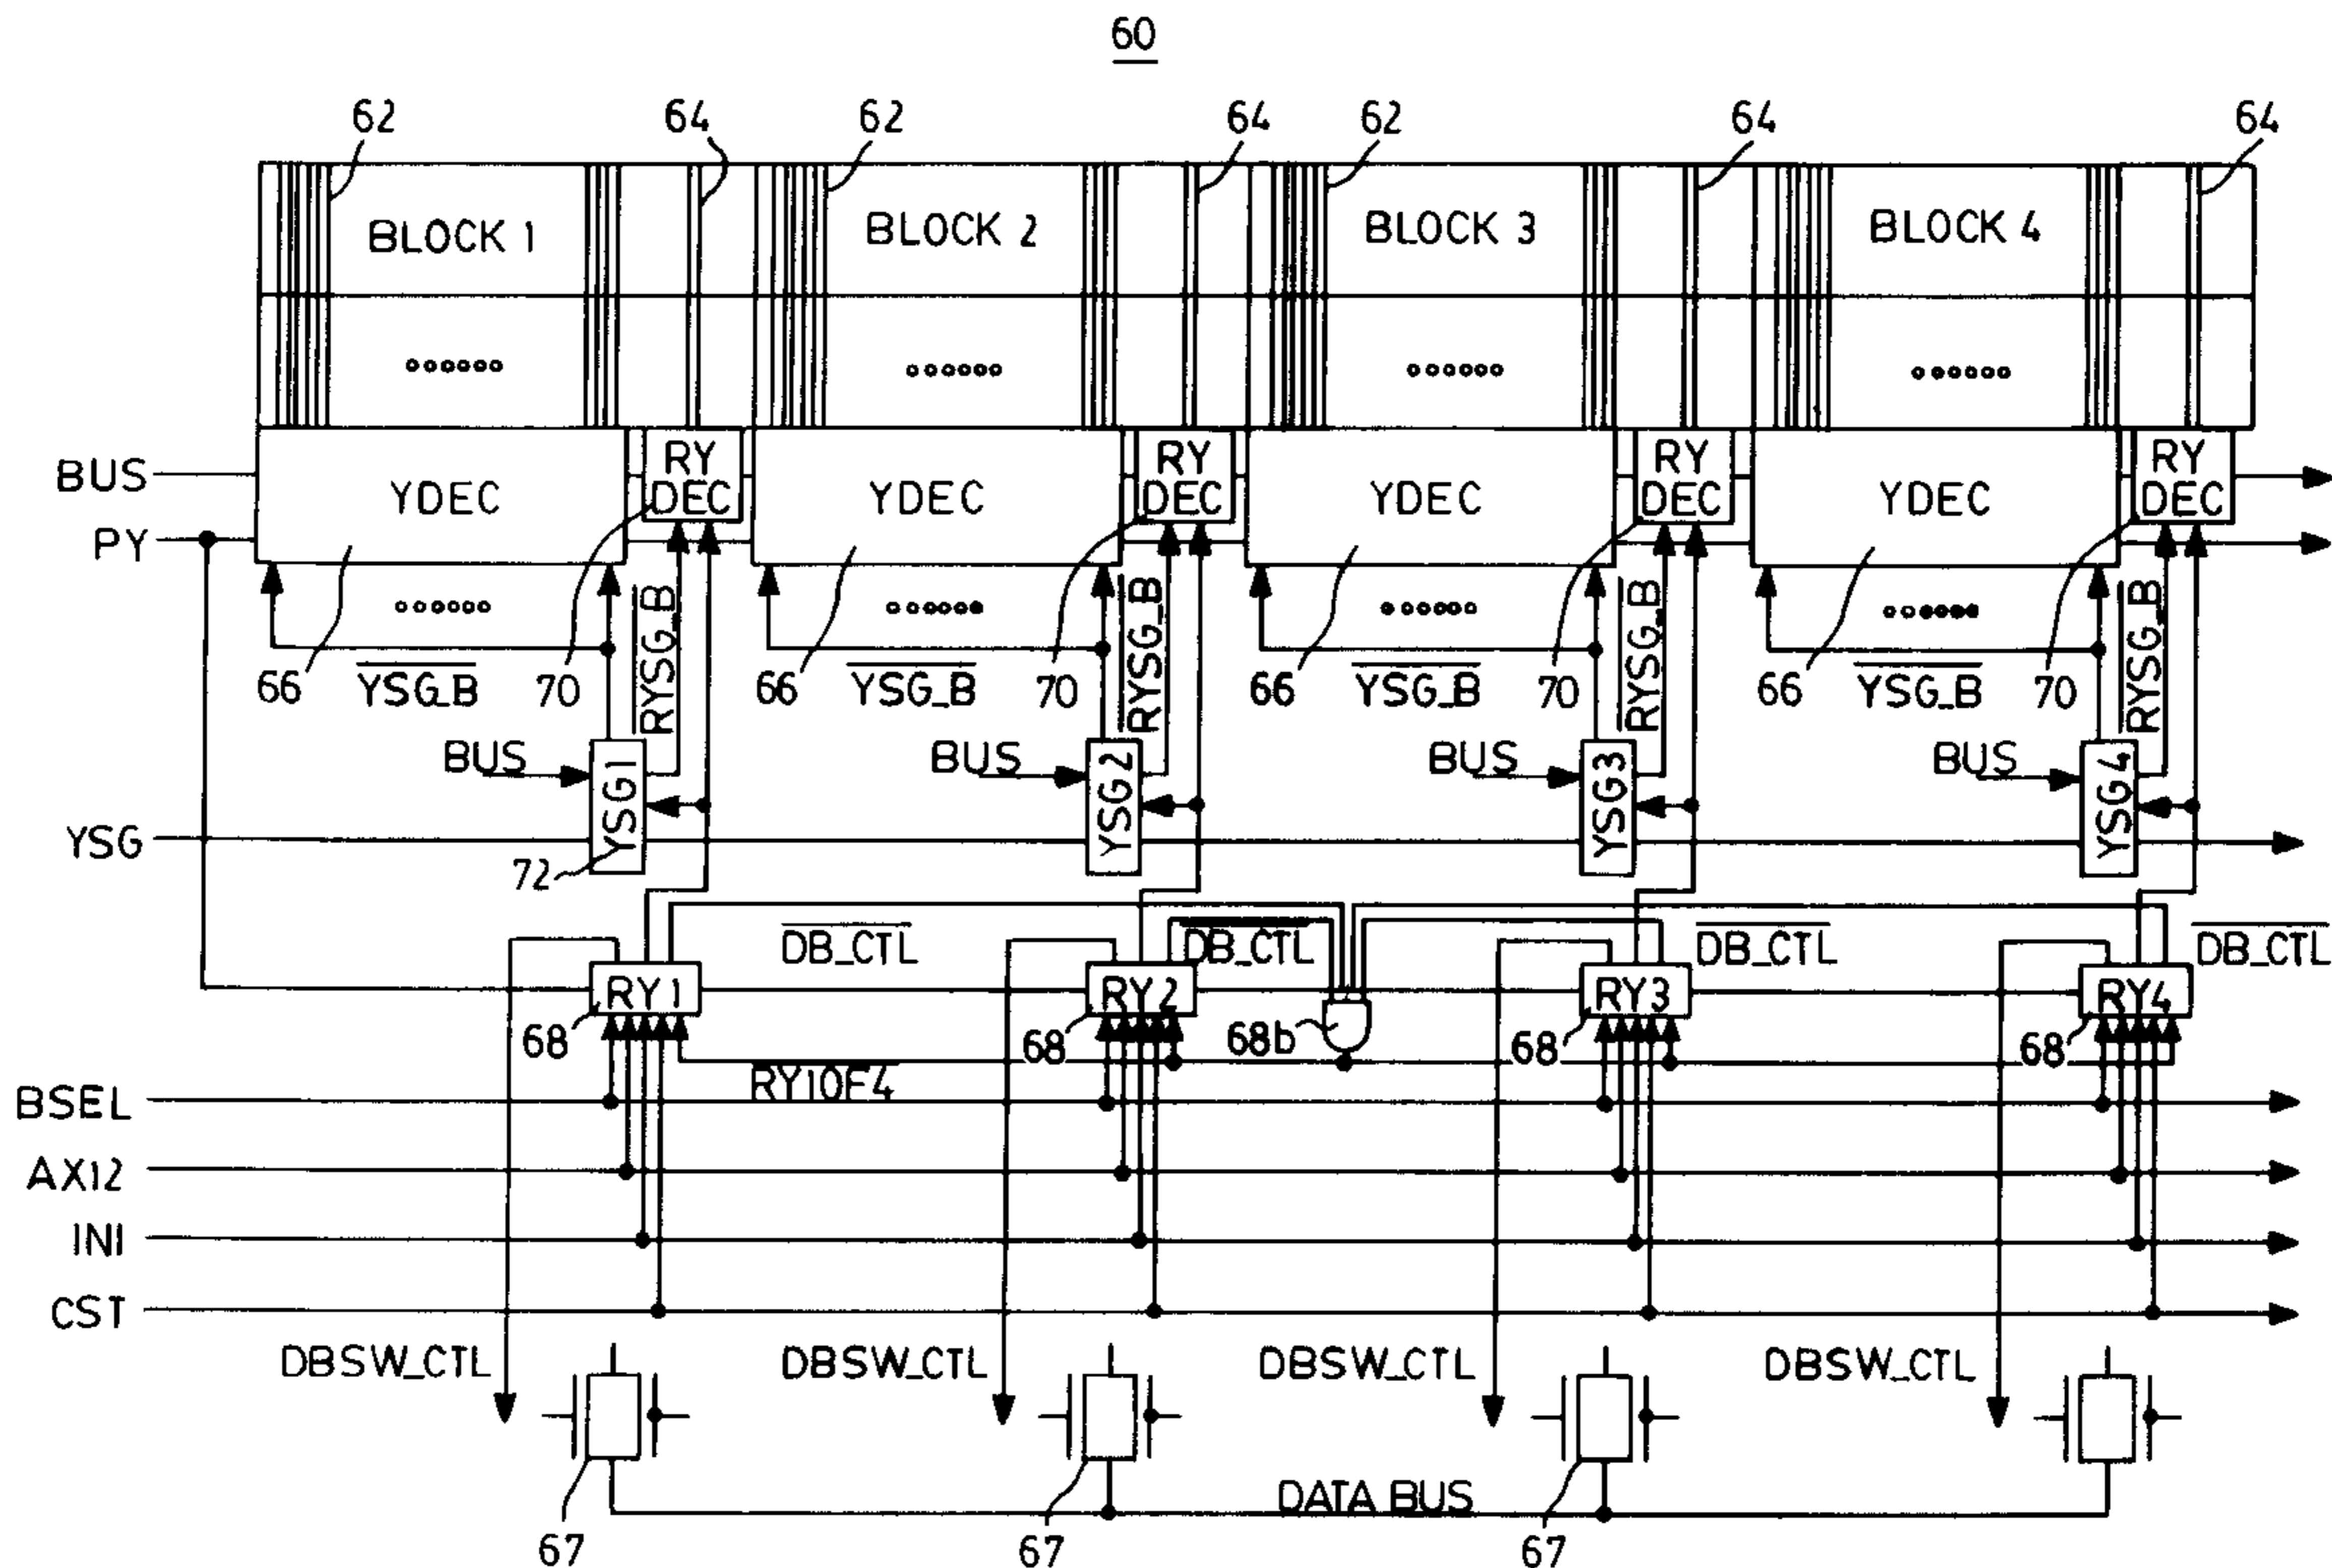 60
62 64 62 64 62 64 64
BLOCK 1 BLOCK 2 BLOCK 3 BLOCK 4
BUS
YDEC RY DEC YDEC RY DEC YDEC RY DEC YDEC RY DEC
PY
66 YSG_B 70 RYSG_B 66 YSG_B 70 RYSG_B 66 YSG_B 70 RYSG_B 66 YSG_B 70 RYSG_B
BUS YSG1 BUS YSG2 BUS YSG3 BUS YSG4
YSG
72
DB_CTL DB_CTL DB_CTL DB_CTL
RY1 RY2 RY3 RY4
68 68 68b 68 68
RY1OF4
BSEL
AX12
INI
CST
DBSW_CTL DBSW_CTL DBSW_CTL DBSW_CTL
DATA BUS
67 67 67